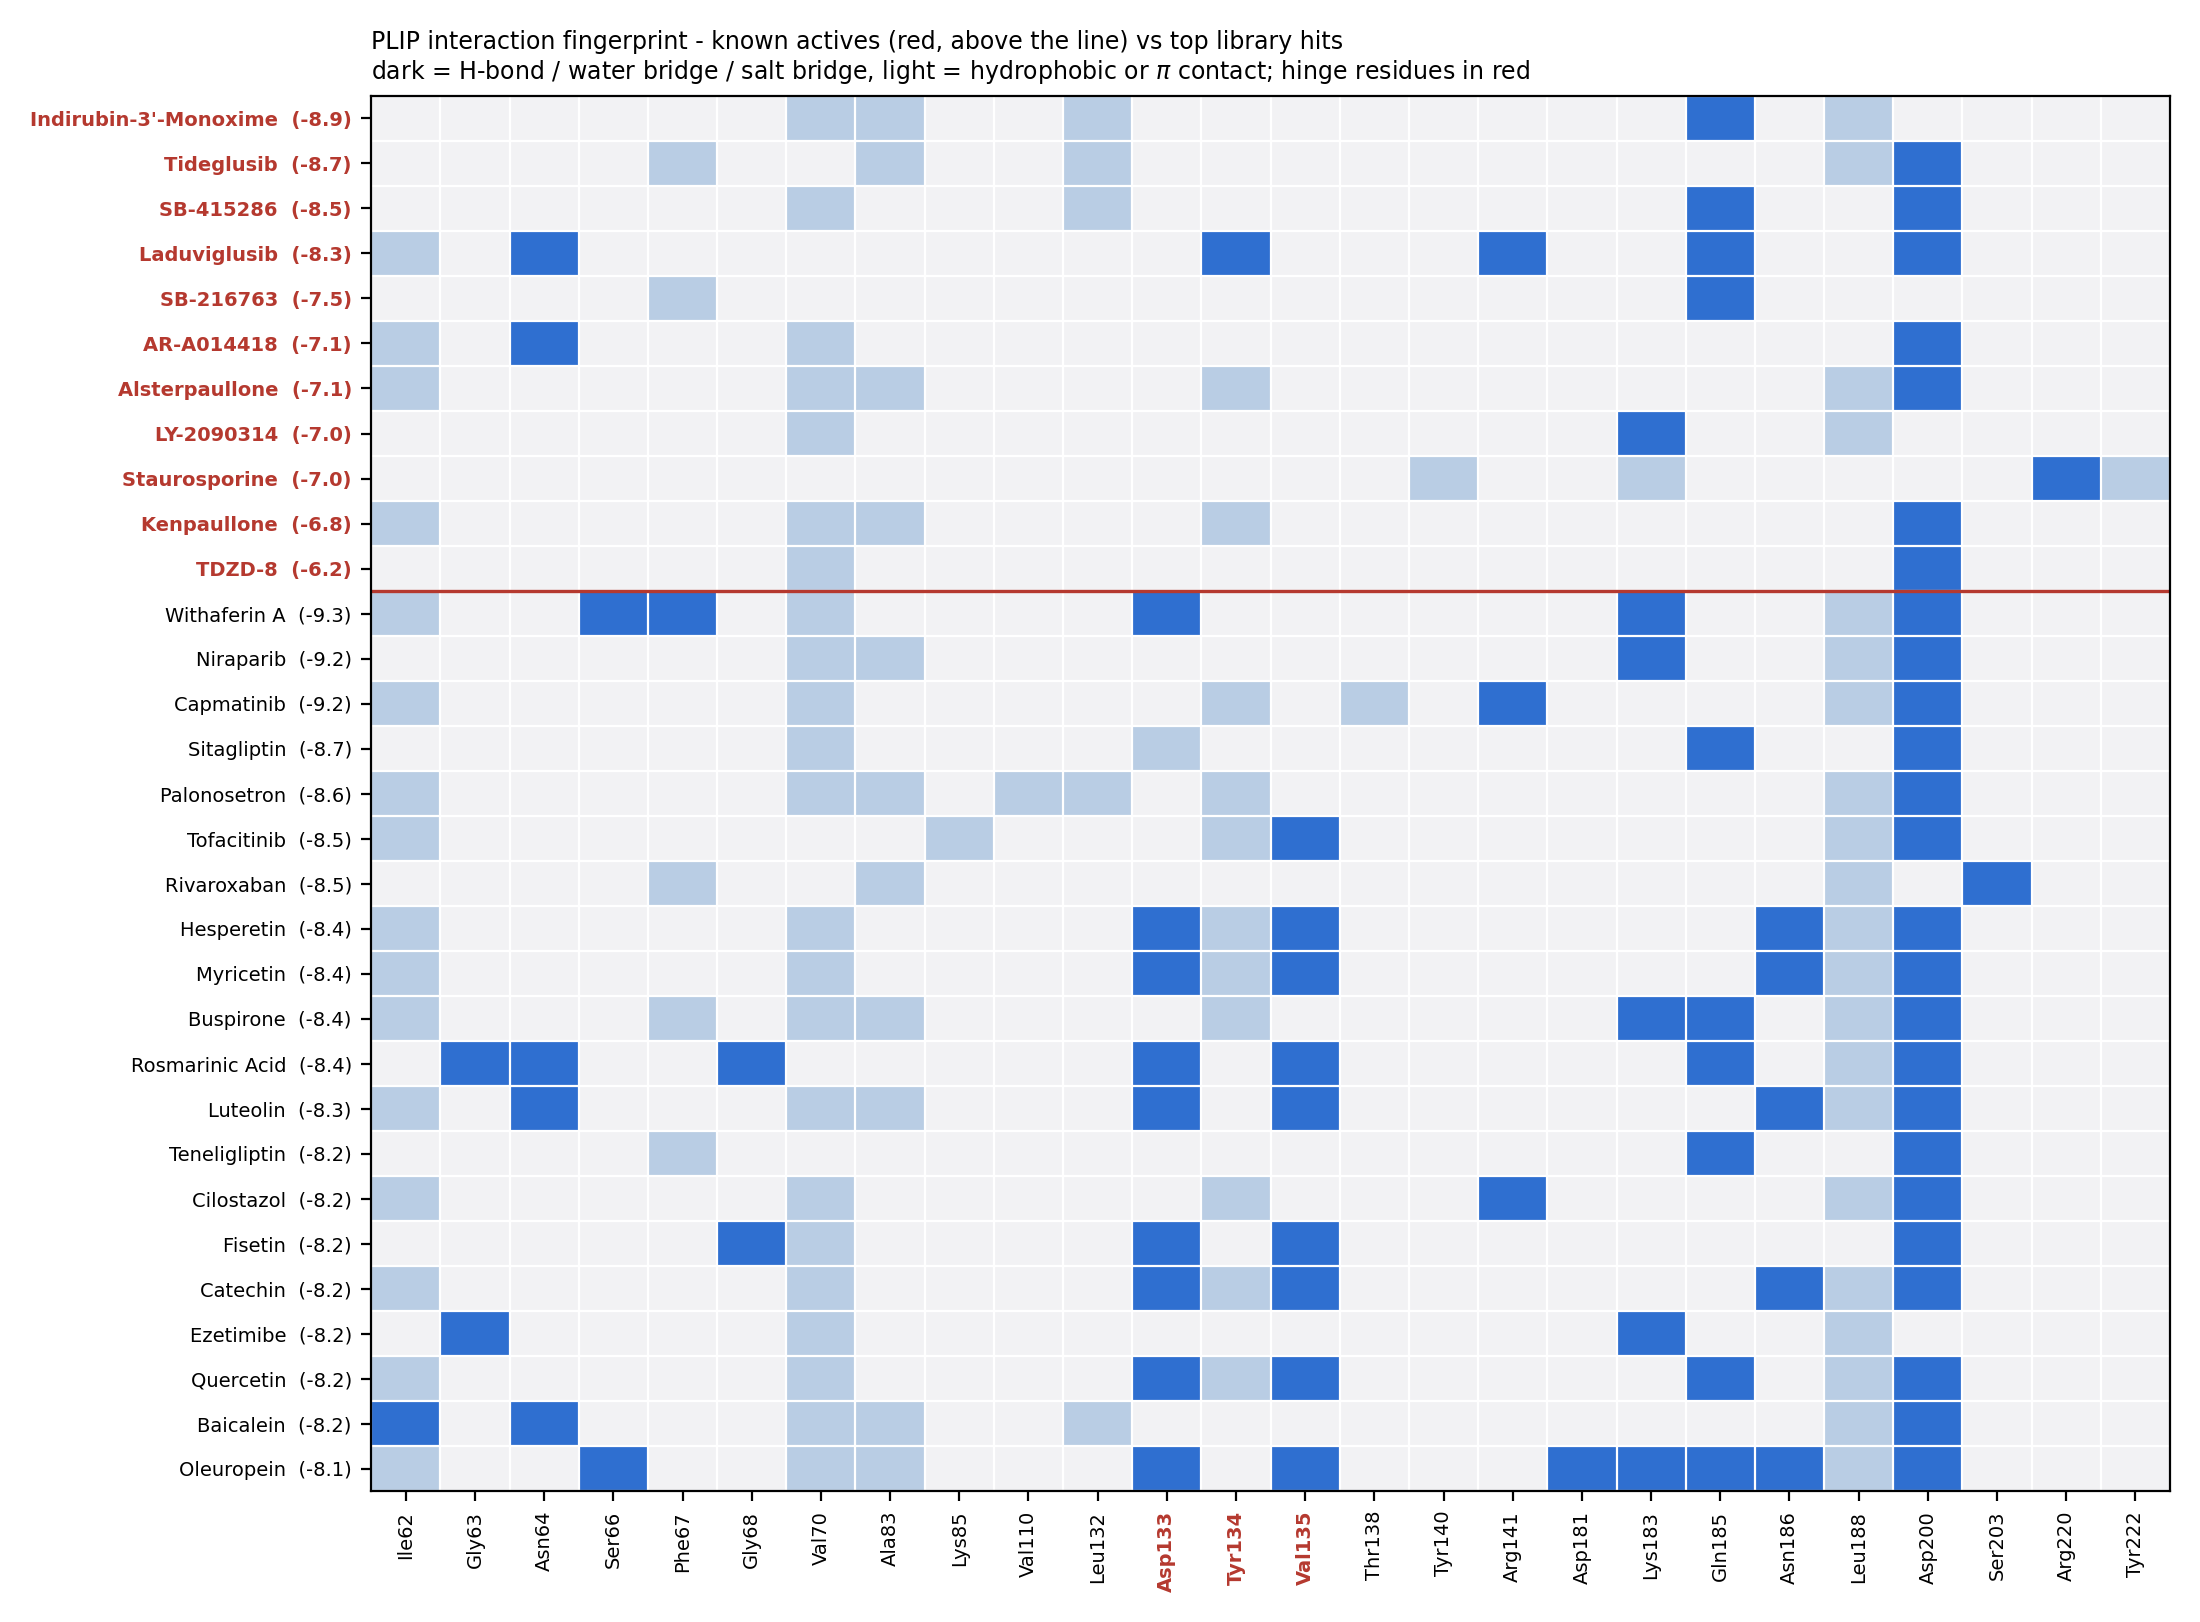 PLIP interaction fingerprint - known actives (red, above the line) vs top library hits
dark = H-bond / water bridge / salt bridge, light = hydrophobic or π contact; hinge residues in red
Indirubin-3'-Monoxime (-8.9)
Tideglusib (-8.7)
SB-415286 (-8.5)
Laduviglusib (-8.3)
SB-216763 (-7.5)
AR-A014418 (-7.1)
Alsterpaullone (-7.1)
LY-2090314 (-7.0)
Staurosporine (-7.0)
Kenpaullone (-6.8)
TDZD-8 (-6.2)
Withaferin A (-9.3)
Niraparib (-9.2)
Capmatinib (-9.2)
Sitagliptin (-8.7)
Palonosetron (-8.6)
Tofacitinib (-8.5)
Rivaroxaban (-8.5)
Hesperetin (-8.4)
Myricetin (-8.4)
Buspirone (-8.4)
Rosmarinic Acid (-8.4)
Luteolin (-8.3)
Teneligliptin (-8.2)
Cilostazol (-8.2)
Fisetin (-8.2)
Catechin (-8.2)
Ezetimibe (-8.2)
Quercetin (-8.2)
Baicalein (-8.2)
Oleuropein (-8.1)
Ile62
Gly63
Asn64
Ser66
Phe67
Gly68
Val70
Ala83
Lys85
Val110
Leu132
Asp133
Tyr134
Val135
Thr138
Tyr140
Arg141
Asp181
Lys183
Gln185
Asn186
Leu188
Asp200
Ser203
Arg220
Tyr222